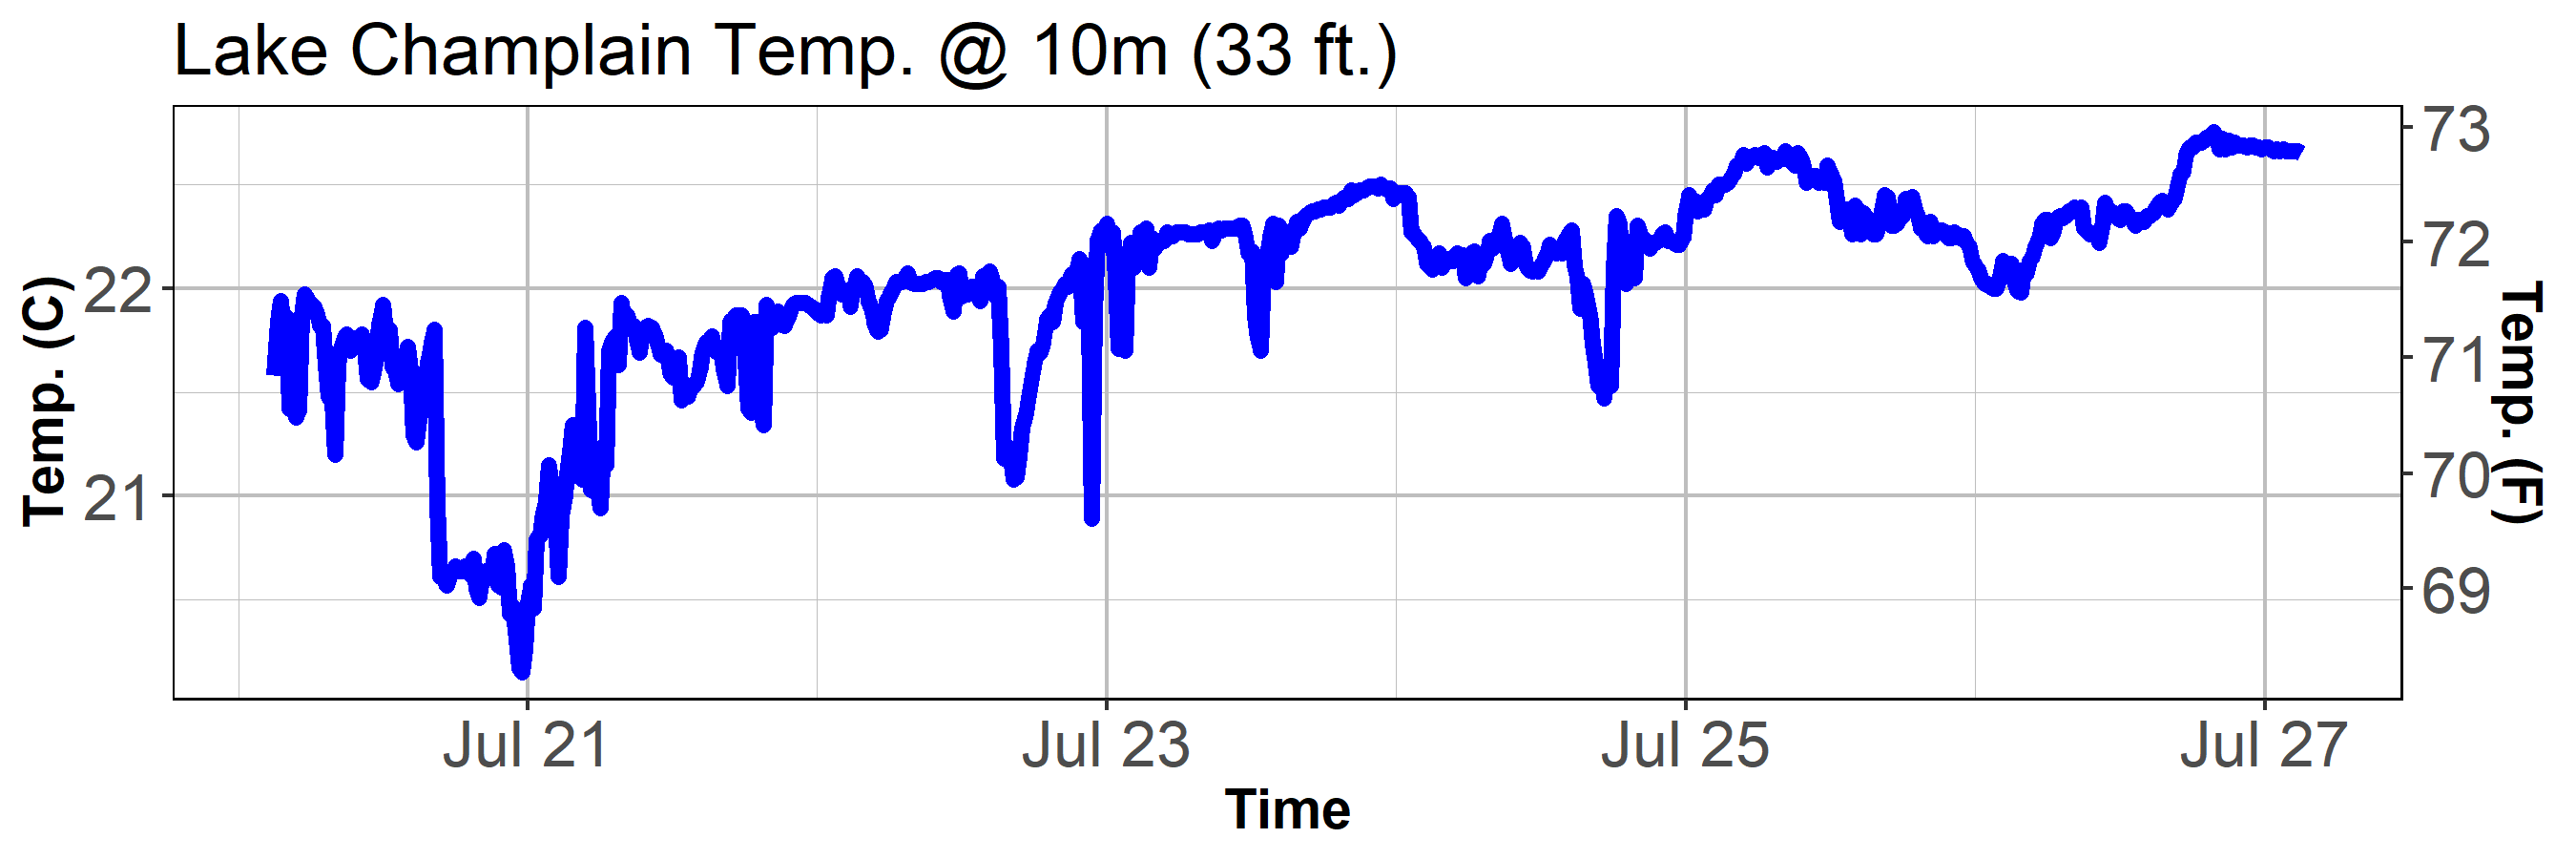 Lake Champlain Temp. @ 10m (33 ft.)
Temp. (C)
22
21
73
72
71
70
69
Temp. (F)
Jul 21
Jul 23
Jul 25
Jul 27
Time